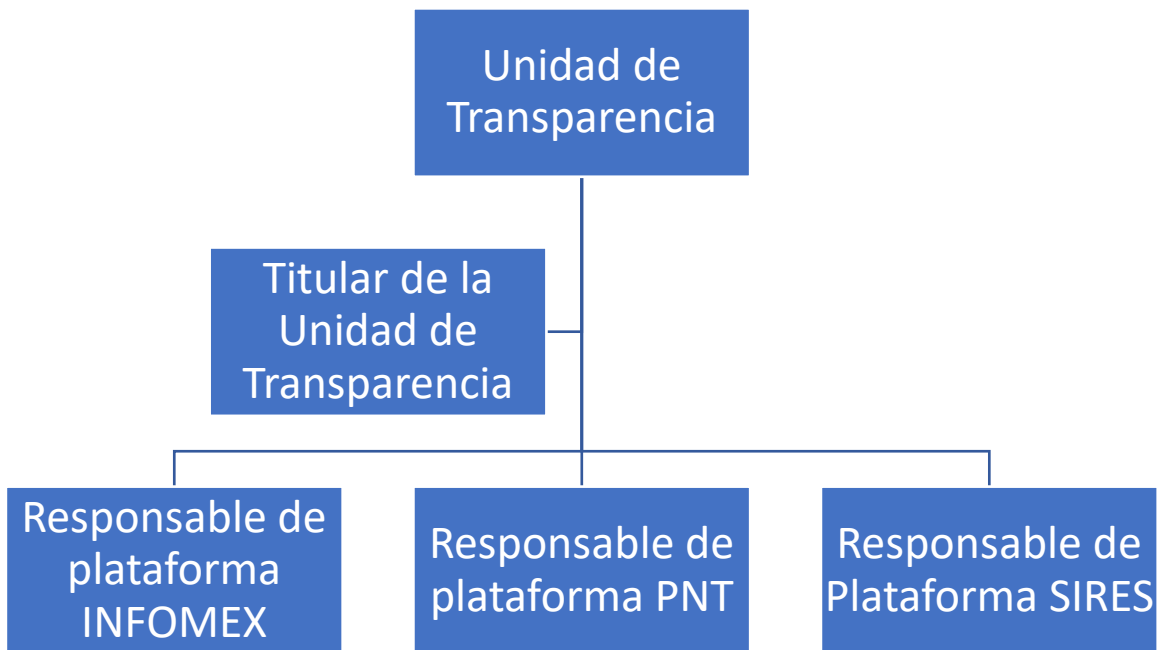 Unidad de
Transparencia
Titular de la
Unidad de
Transparencia
Responsable de
plataforma
INFOMEX
Responsable de
plataforma PNT
Responsable de
Plataforma SIRES